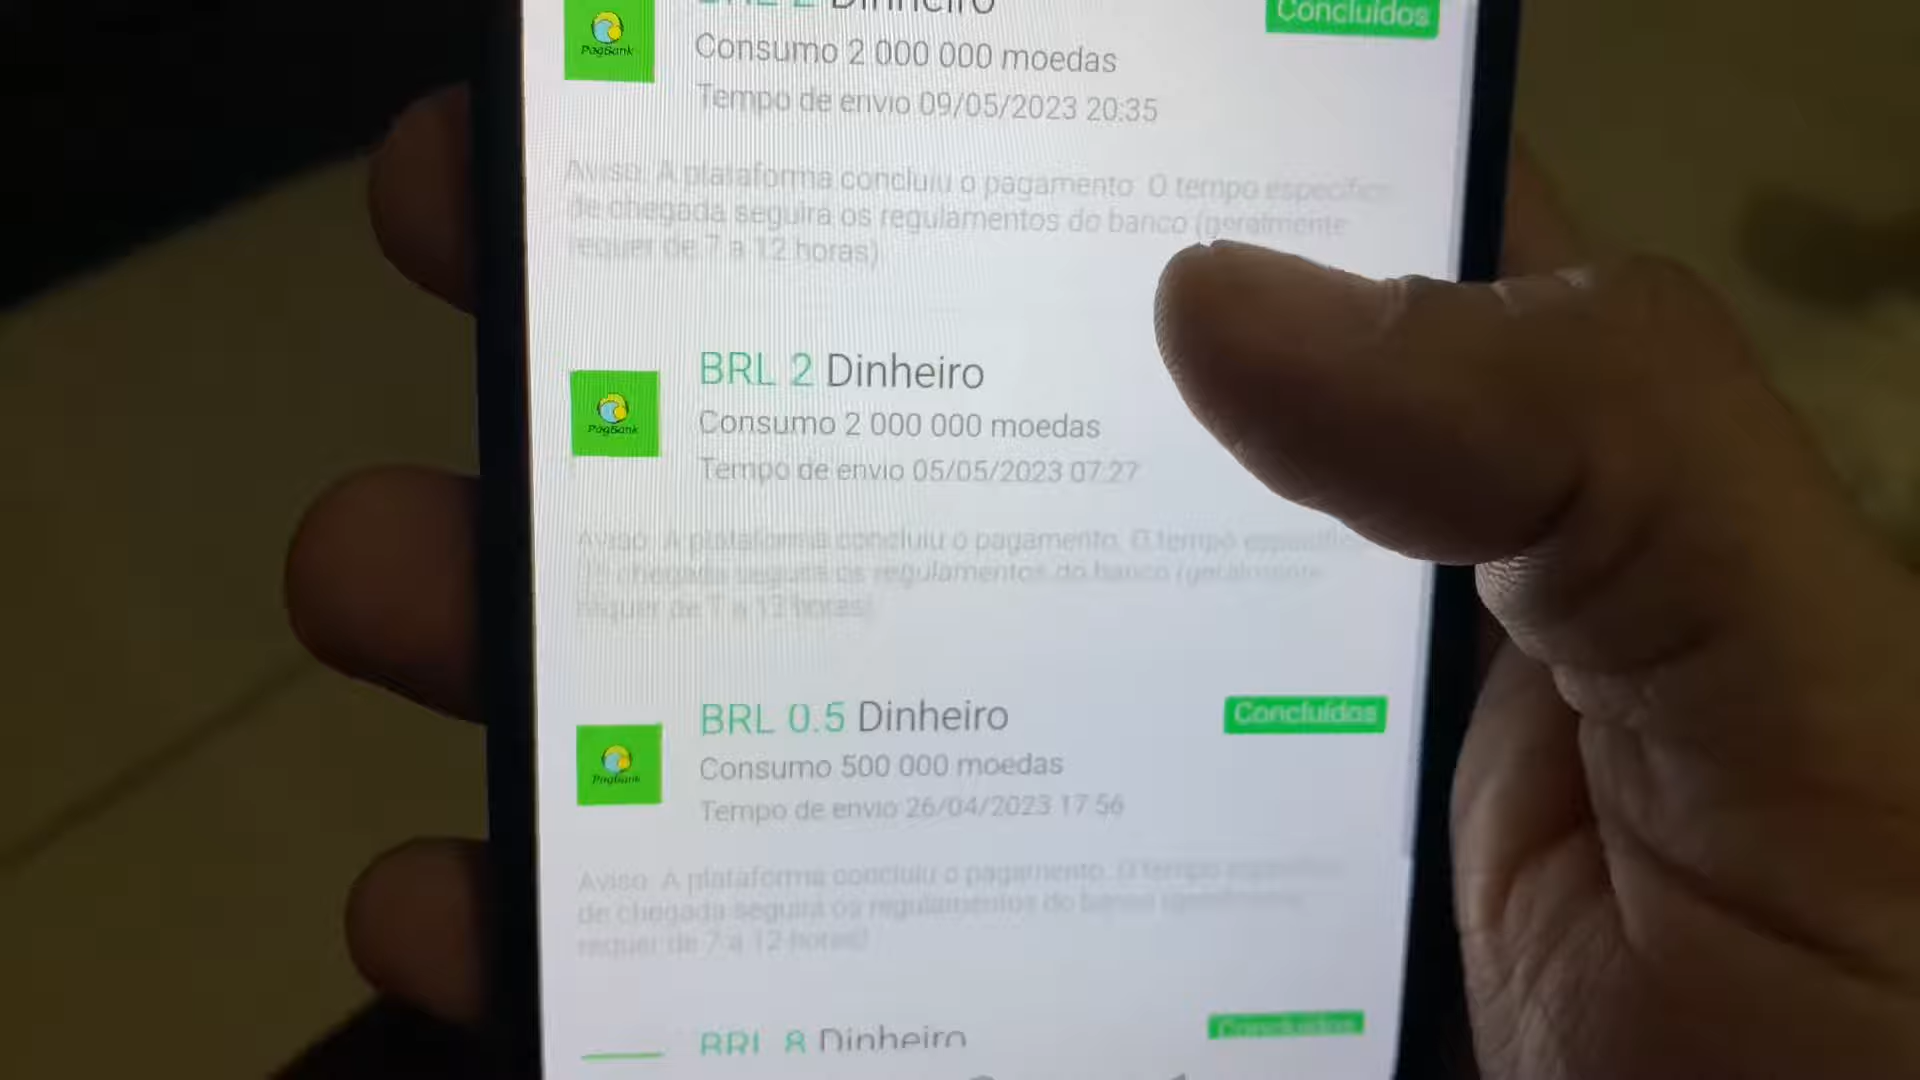 BRL 2 Dinheiro
Concluídos
PagBank
Consumo 2 000 000 moedas
Tempo de envio 09/05/2023 20:35
Aviso: A plataforma concluiu o pagamento. O tempo específico
de chegada seguirá os regulamentos do banco (geralmente
requer de 7 a 12 horas)
BRL 2 Dinheiro
PagBank
Consumo 2 000 000 moedas
Tempo de envio 05/05/2023 07:27
Aviso: A plataforma concluiu o pagamento. O tempo específico
de chegada seguirá os regulamentos do banco (geralmente
requer de 7 a 12 horas)
BRL 0.5 Dinheiro
Concluídos
PagBank
Consumo 500 000 moedas
Tempo de envio 26/04/2023 17:56
Aviso: A plataforma concluiu o pagamento. O tempo específico
de chegada seguirá os regulamentos do banco (geralmente
requer de 7 a 12 horas)
BRL 8 Dinheiro
Concluídos